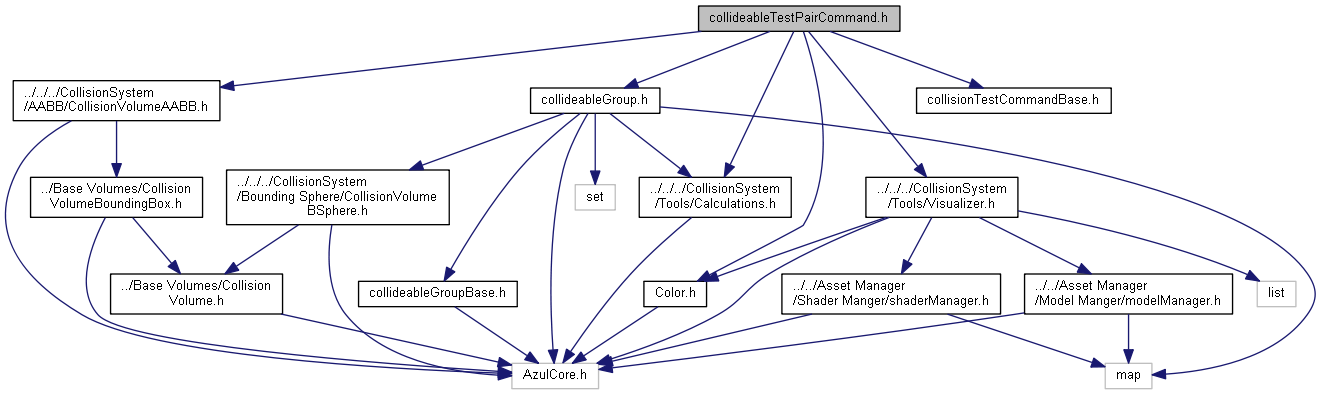 collideableTestPairCommand.h
../../../CollisionSystem
/AABB/CollisionVolumeAABB.h
collideableGroup.h
collisionTestCommandBase.h
../Base Volumes/Collision
VolumeBoundingBox.h
../../../CollisionSystem
/Bounding Sphere/CollisionVolume
BSphere.h
set
../../../CollisionSystem
/Tools/Calculations.h
../../../CollisionSystem
/Tools/Visualizer.h
../Base Volumes/Collision
Volume.h
collideableGroupBase.h
Color.h
../../Asset Manager
/Shader Manger/shaderManager.h
../../Asset Manager
/Model Manger/modelManager.h
list
AzulCore.h
map